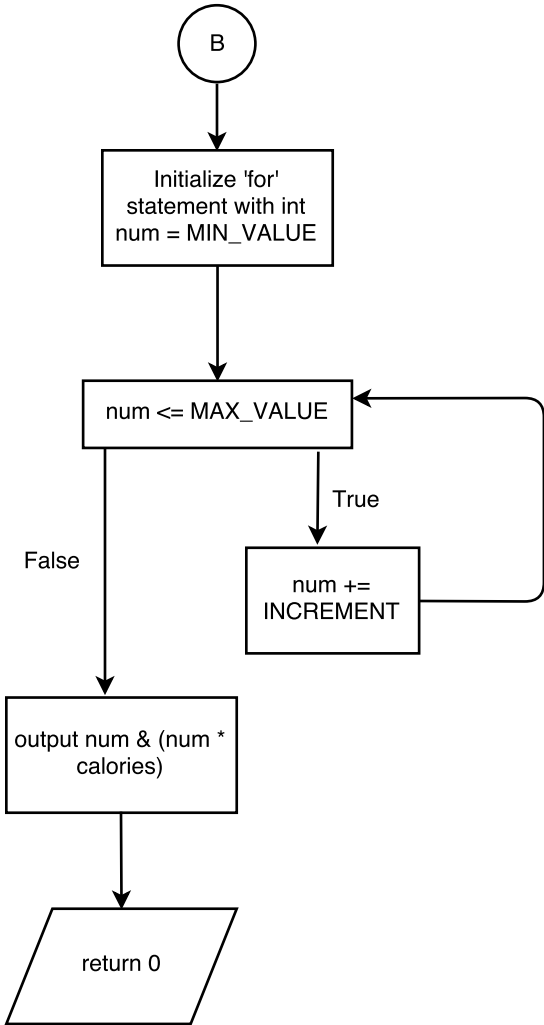 B
Initialize 'for'
statement with int
num = MIN_VALUE
num <= MAX_VALUE
True
False
num +=
INCREMENT
output num & (num *
calories)
return 0